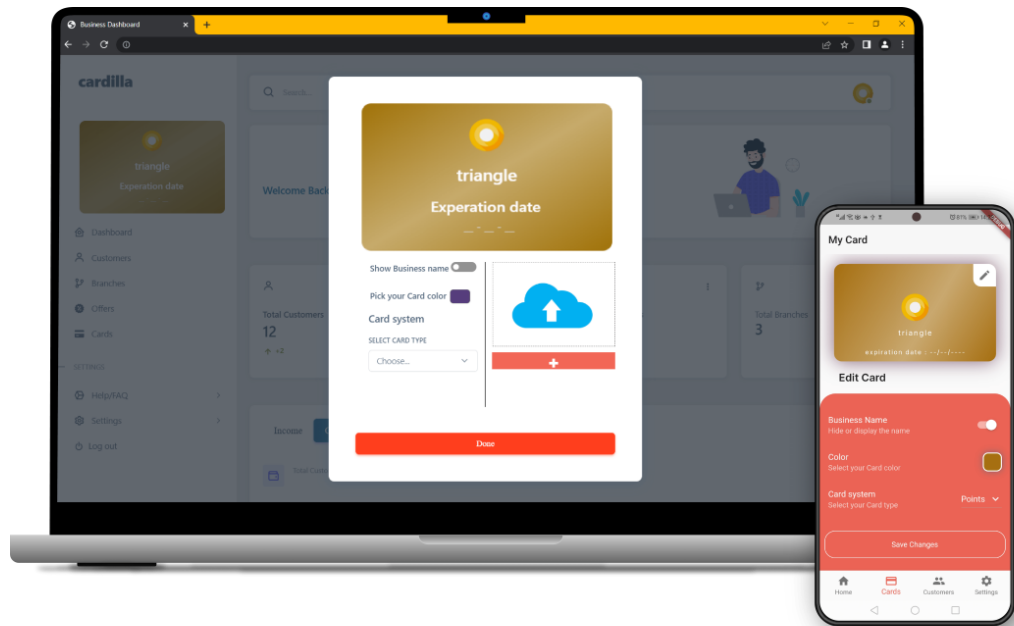 Business Dashboard
cardilla
Search...
triangle
Experation date
Welcome Back
Dashboard
Customers
Branches
Offers
Cards
SETTINGS
Help/FAQ
Settings
Log out
Total Customers
12
+2
Total Branches
3
Income
triangle
Experation date
__-__-__
Show Business name
Pick your Card color
Card system
SELECT CARD TYPE
Choose...
Done
My Card
triangle
expiration date : --/--/----
Edit Card
Business Name
Hide or display the name
Color
Select your Card color
Card system
Select your Card type
Points
Save Changes
Home
Cards
Customers
Settings